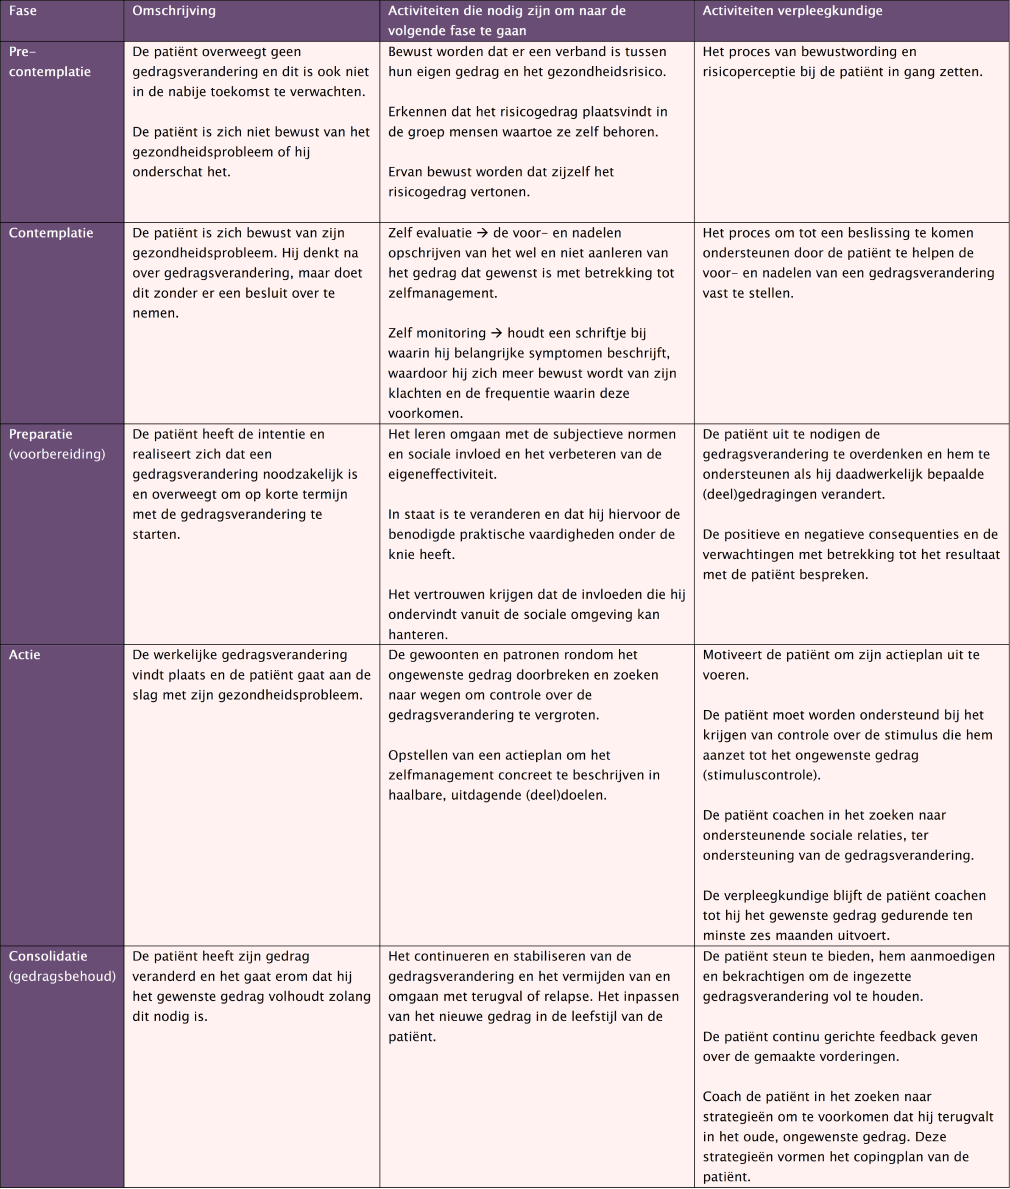 Fase
Omschrijving
Activiteiten die nodig zijn om naar de
volgende fase te gaan
Activiteiten verpleegkundige
Pre-
contemplatie
De patiënt overweegt geen
gedragsverandering en dit is ook niet
in de nabije toekomst te verwachten.
De patiënt is zich niet bewust van het
gezondheidsprobleem of hij
onderschat het.
Bewust worden dat er een verband is tussen
hun eigen gedrag en het gezondheidsrisico.
Erkennen dat het risicogedrag plaatsvindt in
de groep mensen waartoe ze zelf behoren.
Ervan bewust worden dat zijzelf het
risicogedrag vertonen.
Het proces van bewustwording en
risicoperceptie bij de patiënt in gang zetten.
Contemplatie
De patiënt is zich bewust van zijn
gezondheidsprobleem. Hij denkt na
over gedragsverandering, maar doet
dit zonder er een besluit over te
nemen.
Zelf evaluatie → de voor- en nadelen
opschrijven van het wel en niet aanleren van
het gedrag dat gewenst is met betrekking tot
zelfmanagement.
Zelf monitoring → houdt een schriftje bij
waarin hij belangrijke symptomen beschrijft,
waardoor hij zich meer bewust wordt van zijn
klachten en de frequentie waarin deze
voorkomen.
Het proces om tot een beslissing te komen
ondersteunen door de patiënt te helpen de
voor- en nadelen van een gedragsverandering
vast te stellen.
Preparatie
(voorbereiding)
De patiënt heeft de intentie en
realiseert zich dat een
gedragsverandering noodzakelijk is
en overweegt om op korte termijn
met de gedragsverandering te
starten.
Het leren omgaan met de subjectieve normen
en sociale invloed en het verbeteren van de
eigeneffectiviteit.
In staat is te veranderen en dat hij hiervoor de
benodigde praktische vaardigheden onder de
knie heeft.
Het vertrouwen krijgen dat de invloeden die hij
ondervindt vanuit de sociale omgeving kan
hanteren.
De patiënt uit te nodigen de
gedragsverandering te overdenken en hem te
ondersteunen als hij daadwerkelijk bepaalde
(deel)gedragingen verandert.
De positieve en negatieve consequenties en de
verwachtingen met betrekking tot het resultaat
met de patiënt bespreken.
Actie
De werkelijke gedragsverandering
vindt plaats en de patiënt gaat aan de
slag met zijn gezondheidsprobleem.
De gewoonten en patronen rondom het
ongewenste gedrag doorbreken en zoeken
naar wegen om controle over de
gedragsverandering te vergroten.
Opstellen van een actieplan om het
zelfmanagement concreet te beschrijven in
haalbare, uitdagende (deel)doelen.
Motiveert de patiënt om zijn actieplan uit te
voeren.
De patiënt moet worden ondersteund bij het
krijgen van controle over de stimulus die hem
aanzet tot het ongewenste gedrag
(stimuluscontrole).
De patiënt coachen in het zoeken naar
ondersteunende sociale relaties, ter
ondersteuning van de gedragsverandering.
De verpleegkundige blijft de patiënt coachen
tot hij het gewenste gedrag gedurende ten
minste zes maanden uitvoert.
Consolidatie
(gedragsbehoud)
De patiënt heeft zijn gedrag
veranderd en het gaat erom dat hij
het gewenste gedrag volhoudt zolang
dit nodig is.
Het continueren en stabiliseren van de
gedragsverandering en het vermijden van en
omgaan met terugval of relapse. Het inpassen
van het nieuwe gedrag in de leefstijl van de
patiënt.
De patiënt steun te bieden, hem aanmoedigen
en bekrachtigen om de ingezette
gedragsverandering vol te houden.
De patiënt continu gerichte feedback geven
over de gemaakte vorderingen.
Coach de patiënt in het zoeken naar
strategieën om te voorkomen dat hij terugvalt
in het oude, ongewenste gedrag. Deze
strategieën vormen het copingplan van de
patiënt.